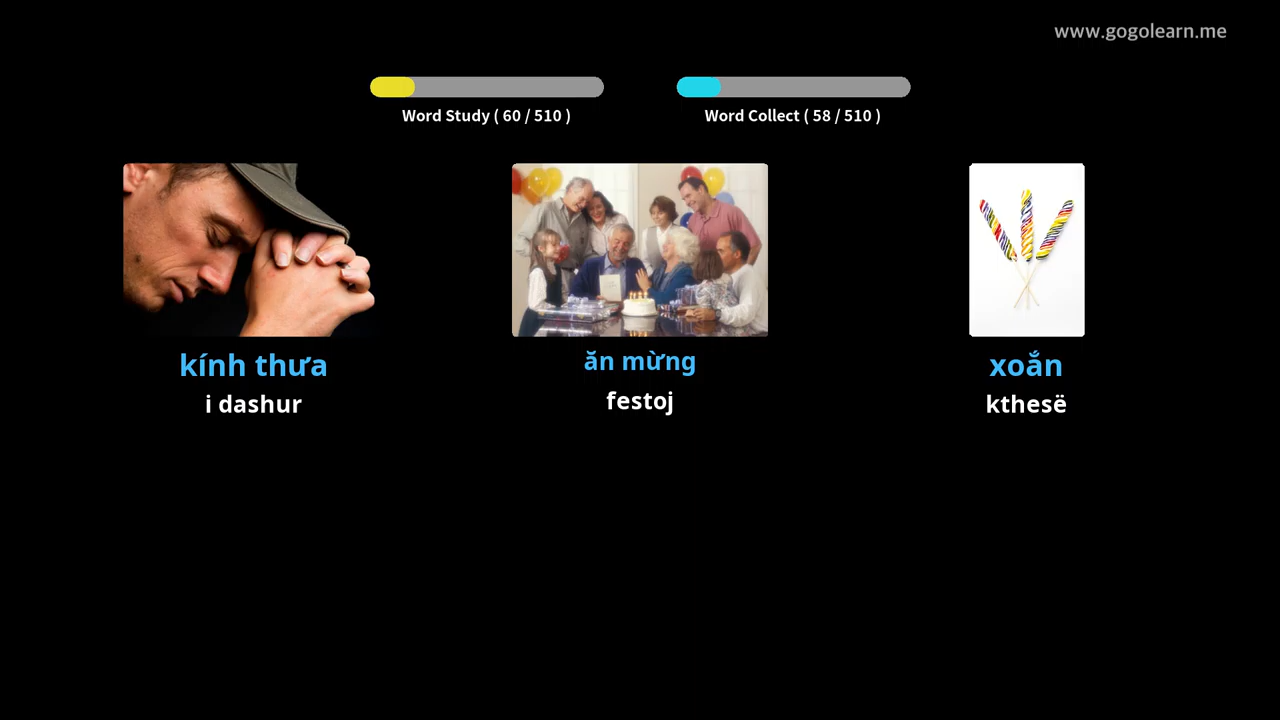 www.gogolearn.me
Word Study ( 60 / 510 )
Word Collect ( 58 / 510 )
kính thưa
i dashur
ăn mừng
festoj
xoắn
kthesë